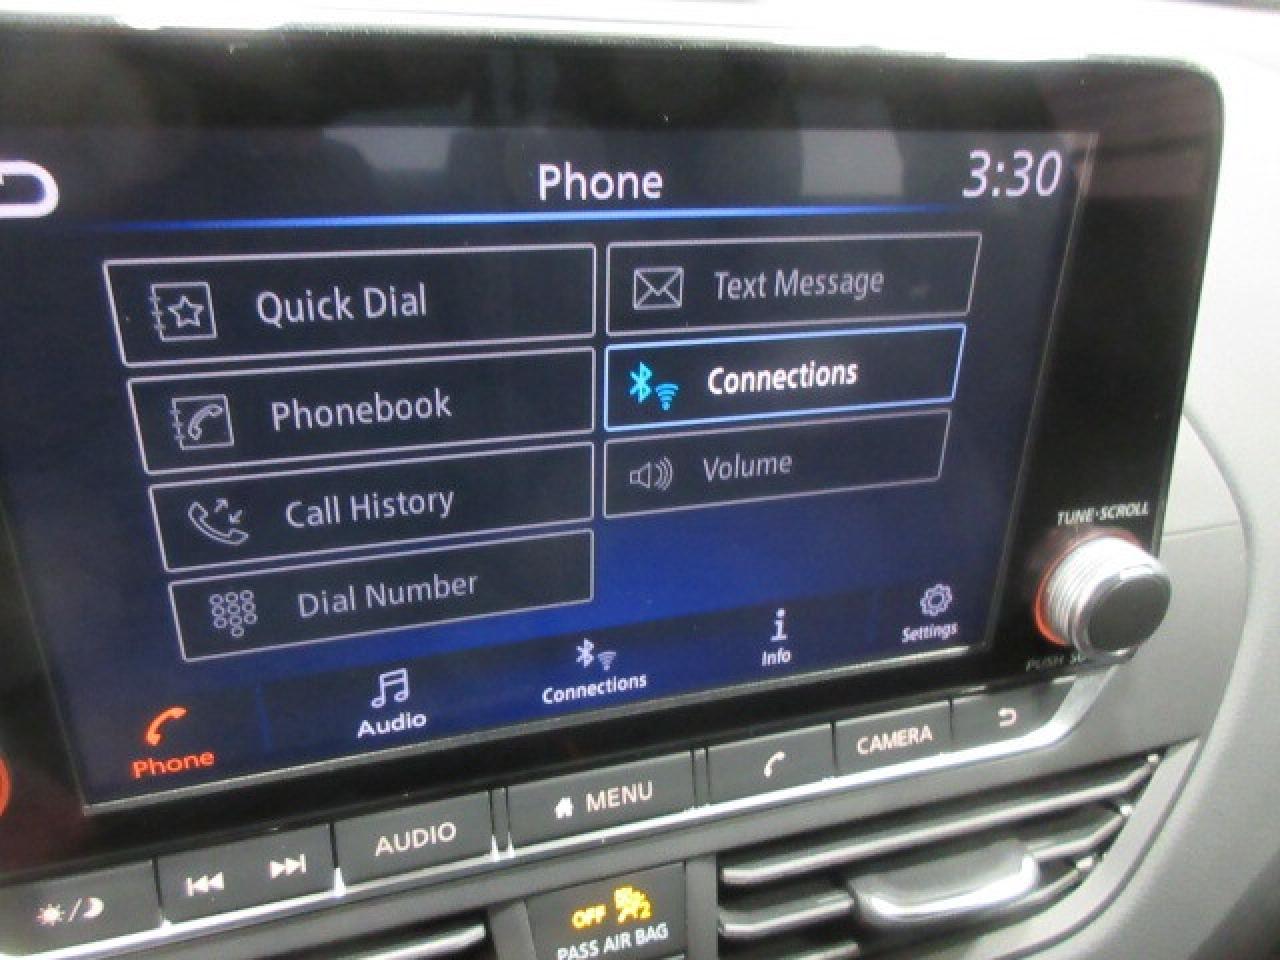 Phone
3:30
Quick Dial
Text Message
Phonebook
Connections
Call History
Volume
Dial Number
Phone
Audio
Connections
Info
Settings
TUNE·SCROLL
PUSH
AUDIO
MENU
CAMERA
OFF
PASS AIR BAG